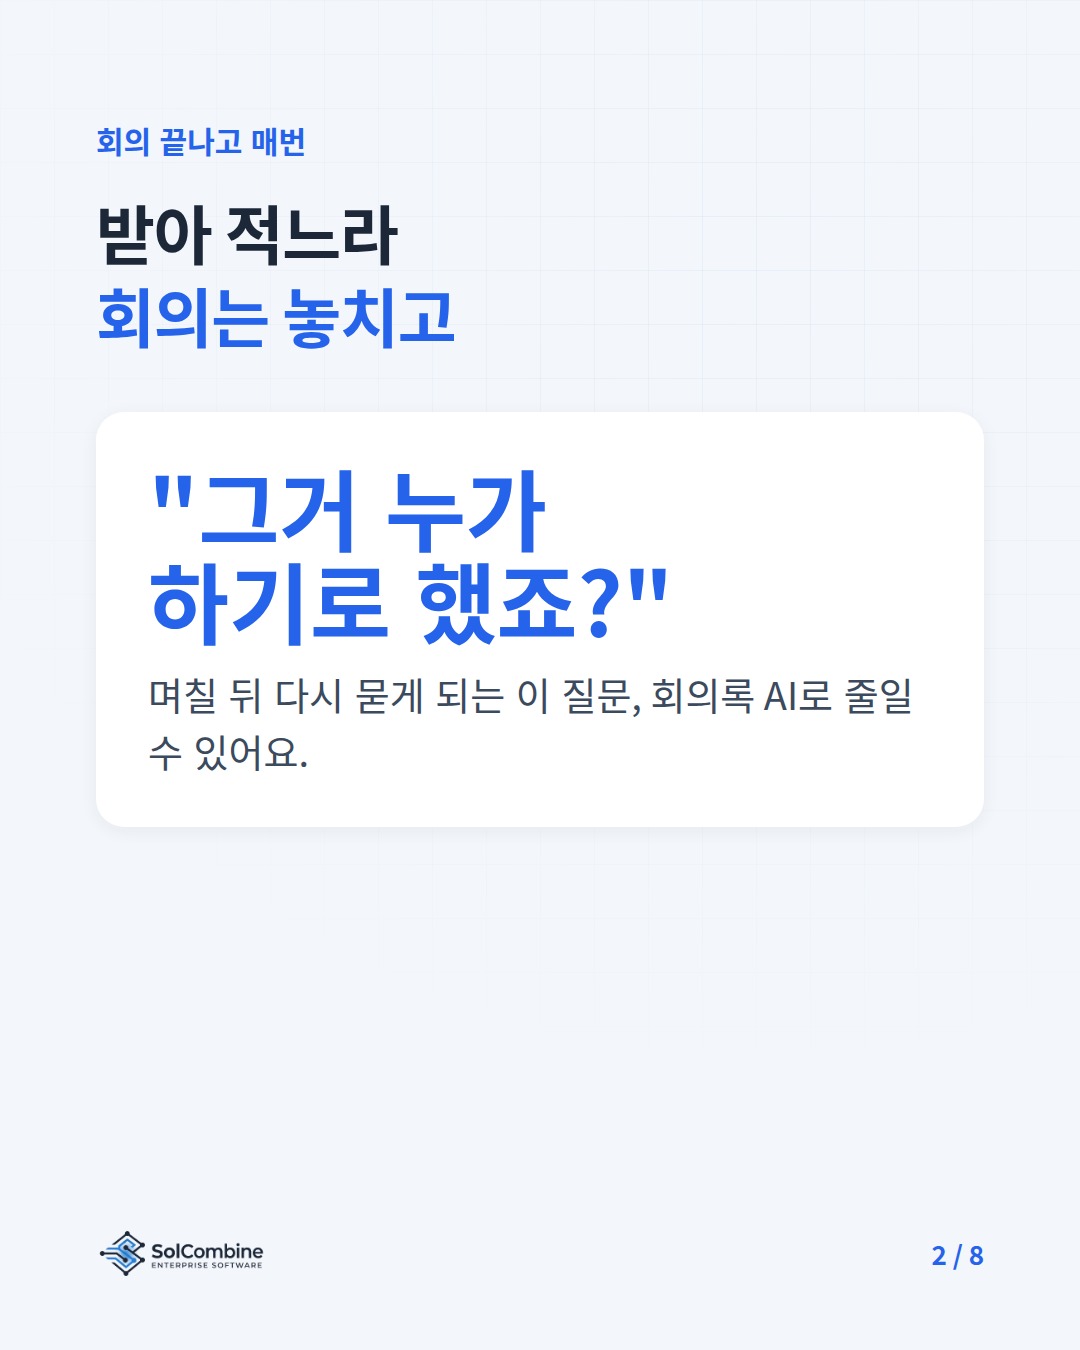 회의 끝나고 매번
받아 적느라
회의는 놓치고
"그거 누가
하기로 했죠?"
며칠 뒤 다시 묻게 되는 이 질문, 회의록 AI로 줄일
수 있어요.
SolCombine
ENTERPRISE SOFTWARE
2 / 8